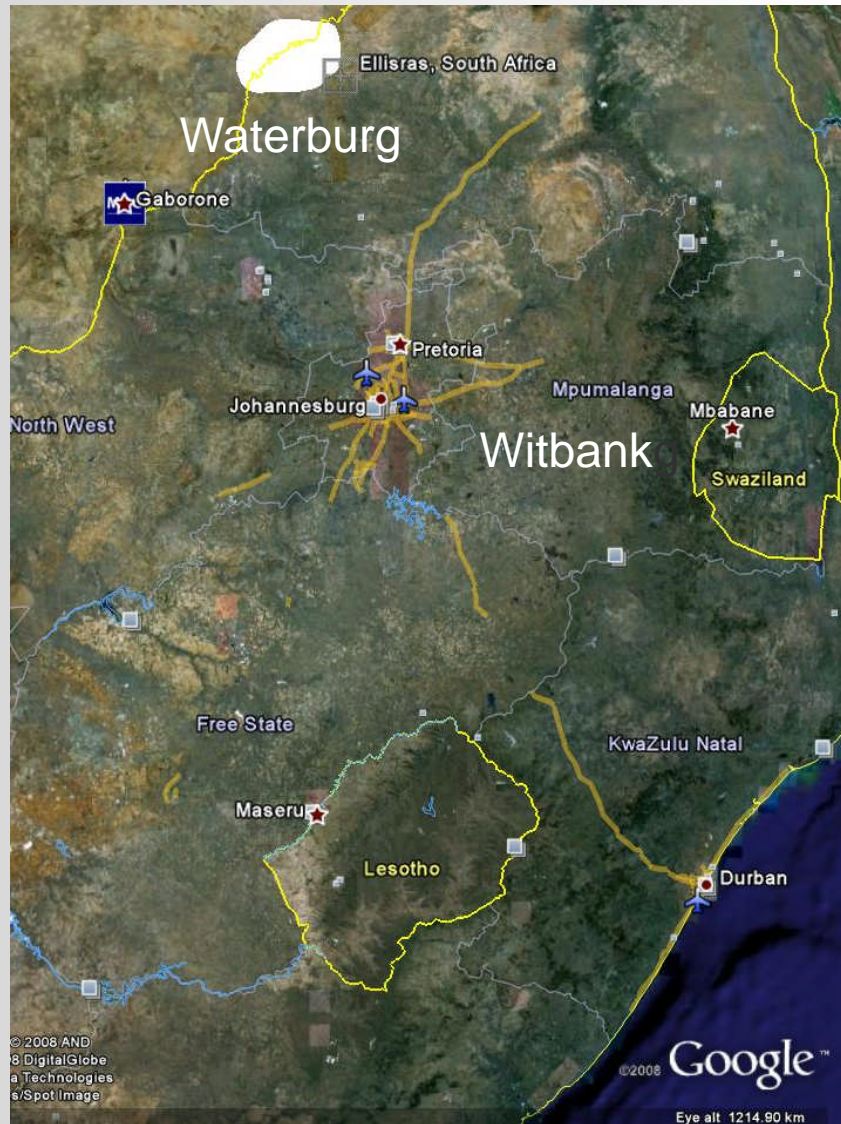 Ellisras, South Africa
Waterburg
Gaborone
Pretoria
Johannesburg
Mpumalanga
North West
Mbabane
Witbank
Swaziland
Free State
KwaZulu Natal
Maseru
Lesotho
Durban
© 2008 AND
8 DigitalGlobe
a Technologies
s/Spot Image
©2008 Google™
Eye alt 1214.90 km